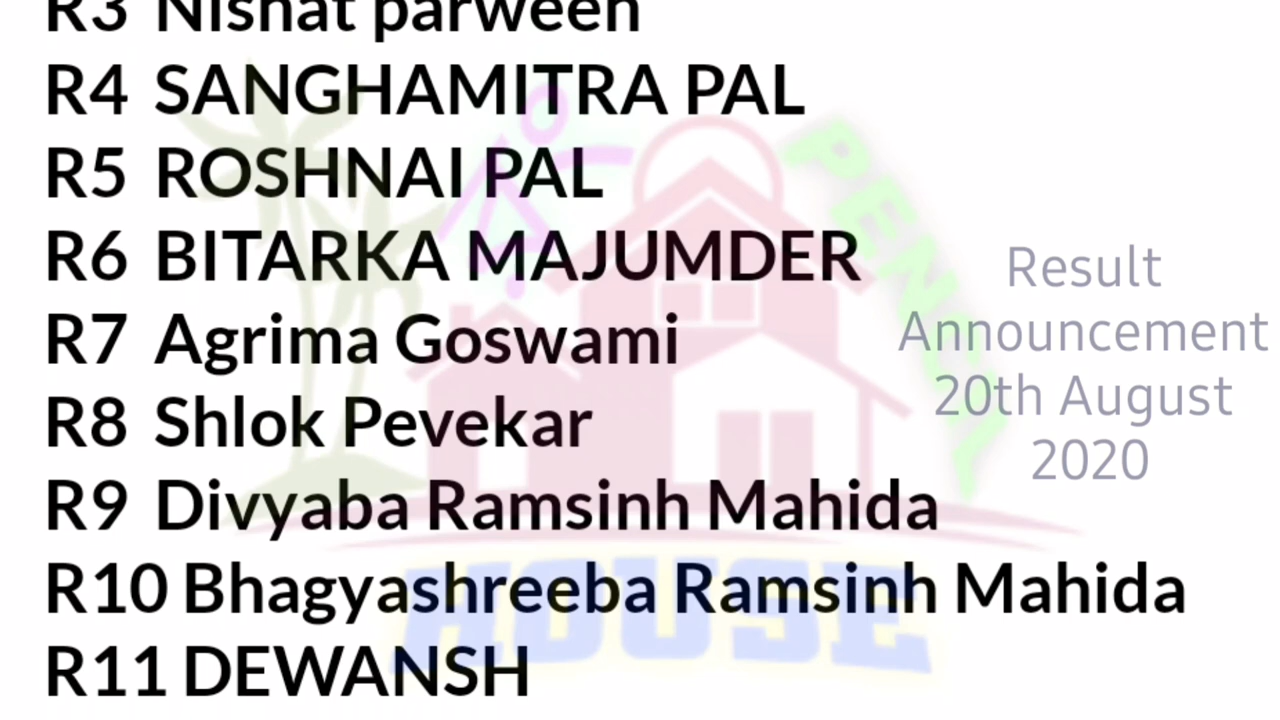 R3 Nishat parween
R4 SANGHAMITRA PAL
R5 ROSHNAI PAL
R6 BITARKA MAJUMDER
R7 Agrima Goswami
R8 Shlok Pevekar
R9 Divyaba Ramsinh Mahida
R10 Bhagyashreeba Ramsinh Mahida
R11 DEWANSH
Result
Announcement
20th August
2020
HOUSE